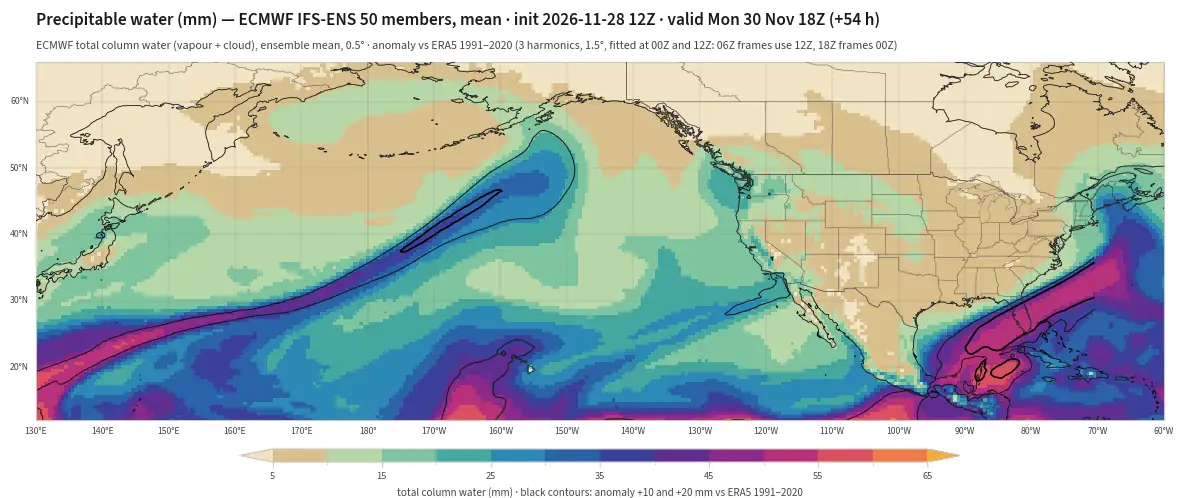 Precipitable water (mm) — ECMWF IFS-ENS 50 members, mean · init 2026-11-28 12Z · valid Mon 30 Nov 18Z (+54 h)
ECMWF total column water (vapour + cloud), ensemble mean, 0.5° · anomaly vs ERA5 1991–2020 (3 harmonics, 1.5°, fitted at 00Z and 12Z: 06Z frames use 12Z, 18Z frames 00Z)
60°N
50°N
40°N
30°N
20°N
130°E 140°E 150°E 160°E 180° 170°W 160°W 150°W 140°W 130°W 120°W 110°W 100°W 90°W 80°W 70°W 60°W
5 15 25 35 45 55 65
total column water (mm) · black contours: anomaly +10 and +20 mm vs ERA5 1991–2020